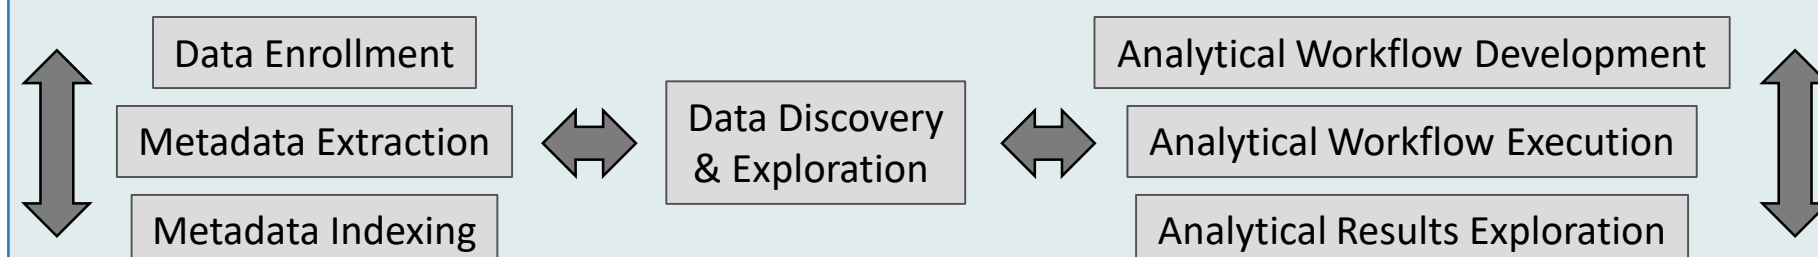 Data Enrollment
Metadata Extraction
Metadata Indexing
Data Discovery
& Exploration
Analytical Workflow Development
Analytical Workflow Execution
Analytical Results Exploration